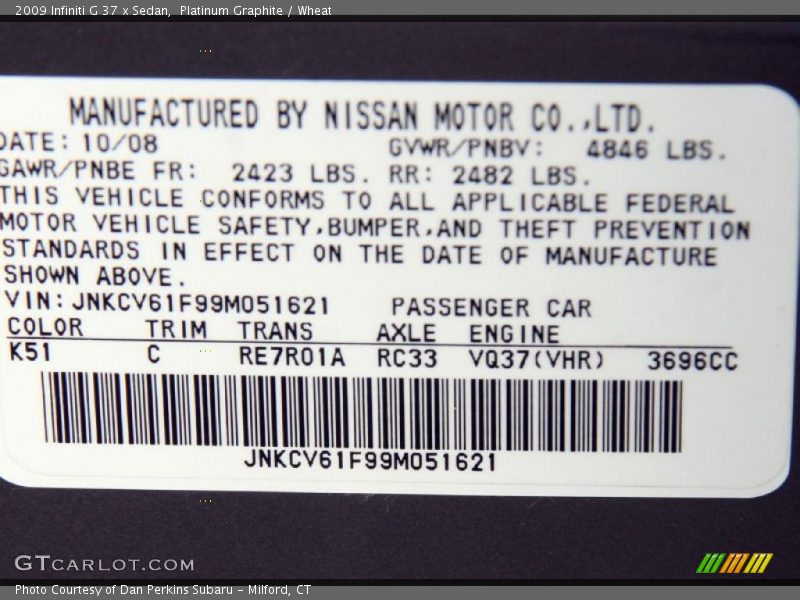 2009 Infiniti G 37 x Sedan, Platinum Graphite / Wheat
MANUFACTURED BY NISSAN MOTOR CO.,LTD.
DATE: 10/08 GVWR/PNBV: 4846 LBS.
GAWR/PNBE FR: 2423 LBS. RR: 2482 LBS.
THIS VEHICLE CONFORMS TO ALL APPLICABLE FEDERAL
MOTOR VEHICLE SAFETY,BUMPER,AND THEFT PREVENTION
STANDARDS IN EFFECT ON THE DATE OF MANUFACTURE
SHOWN ABOVE.
VIN:JNKCV61F99M051621 PASSENGER CAR
COLOR TRIM TRANS AXLE ENGINE
K51 C RE7R01A RC33 VQ37(VHR) 3696CC
JNKCV61F99M051621
GTCARLOT.COM
Photo Courtesy of Dan Perkins Subaru - Milford, CT